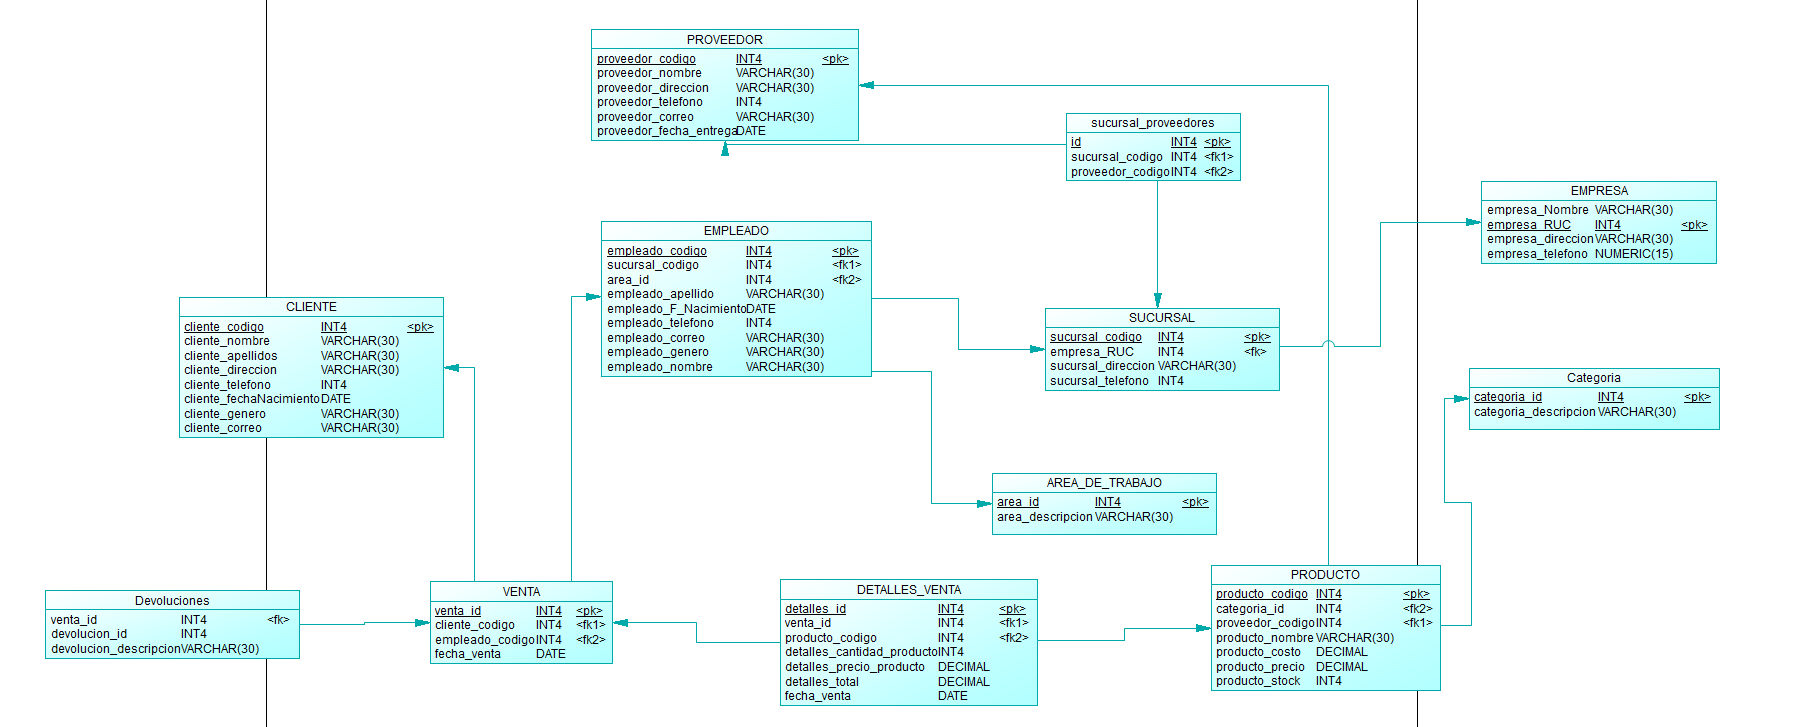 PROVEEDOR
proveedor_codigo INT4 <pk>
proveedor_nombre VARCHAR(30)
proveedor_direccion VARCHAR(30)
proveedor_telefono INT4
proveedor_correo VARCHAR(30)
proveedor_fecha_entrega DATE
sucursal_proveedores
id INT4 <pk>
sucursal_codigo INT4 <fk1>
proveedor_codigo INT4 <fk2>
EMPRESA
empresa_Nombre VARCHAR(30)
empresa_RUC INT4 <pk>
empresa_direccion VARCHAR(30)
empresa_telefono NUMERIC(15)
EMPLEADO
empleado_codigo INT4 <pk>
sucursal_codigo INT4 <fk1>
area_id INT4 <fk2>
empleado_apellido VARCHAR(30)
empleado_F_Nacimiento DATE
empleado_telefono INT4
empleado_correo VARCHAR(30)
empleado_genero VARCHAR(30)
empleado_nombre VARCHAR(30)
CLIENTE
cliente_codigo INT4 <pk>
cliente_nombre VARCHAR(30)
cliente_apellidos VARCHAR(30)
cliente_direccion VARCHAR(30)
cliente_telefono INT4
cliente_fechaNacimiento DATE
cliente_genero VARCHAR(30)
cliente_correo VARCHAR(30)
SUCURSAL
sucursal_codigo INT4 <pk>
empresa_RUC INT4 <fk>
sucursal_direccion VARCHAR(30)
sucursal_telefono INT4
Categoria
categoria_id INT4 <pk>
categoria_descripcion VARCHAR(30)
AREA_DE_TRABAJO
area_id INT4 <pk>
area_descripcion VARCHAR(30)
Devoluciones
venta_id INT4 <fk>
devolucion_id INT4
devolucion_descripcion VARCHAR(30)
VENTA
venta_id INT4 <pk>
cliente_codigo INT4 <fk1>
empleado_codigo INT4 <fk2>
fecha_venta DATE
DETALLES_VENTA
detalles_id INT4 <pk>
venta_id INT4 <fk1>
producto_codigo INT4 <fk2>
detalles_cantidad_producto INT4
detalles_precio_producto DECIMAL
detalles_total DECIMAL
fecha_venta DATE
PRODUCTO
producto_codigo INT4 <pk>
categoria_id INT4 <fk2>
proveedor_codigo INT4 <fk1>
producto_nombre VARCHAR(30)
producto_costo DECIMAL
producto_precio DECIMAL
producto_stock INT4